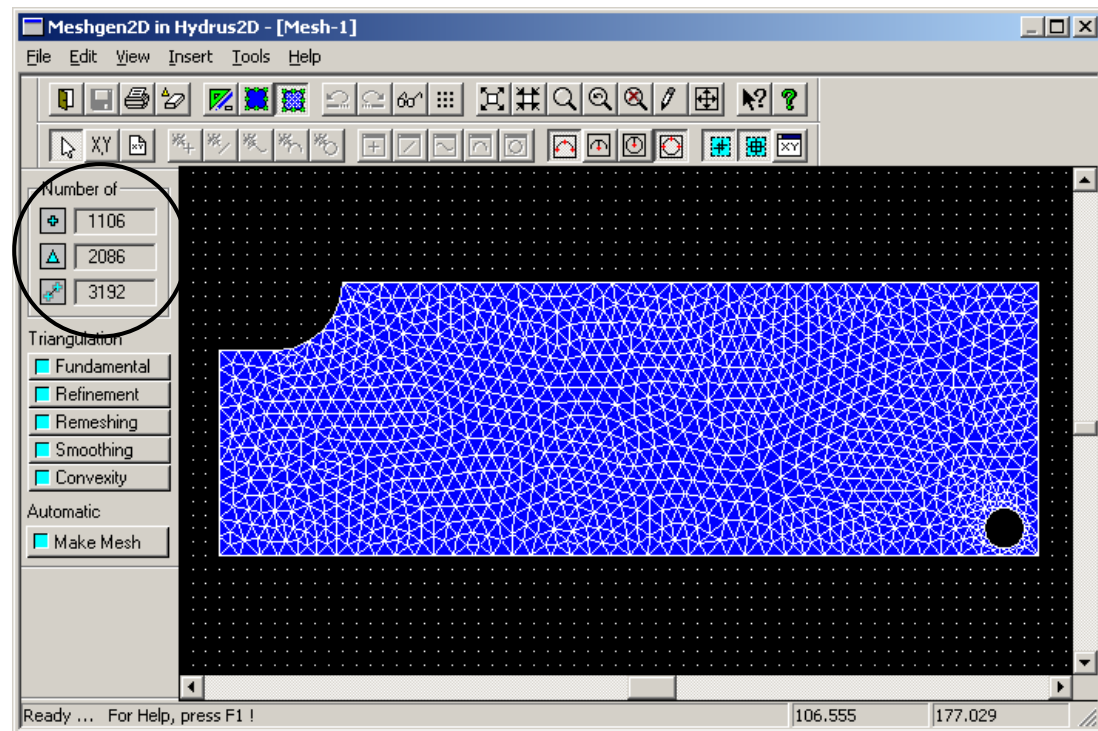 Meshgen2D in Hydrus2D - [Mesh-1]
File Edit View Insert Tools Help
X,Y XY XY
Number of
1106
2086
3192
Triangulation
Fundamental
Refinement
Remeshing
Smoothing
Convexity
Automatic
Make Mesh
Ready ... For Help, press F1 !
106.555
177.029